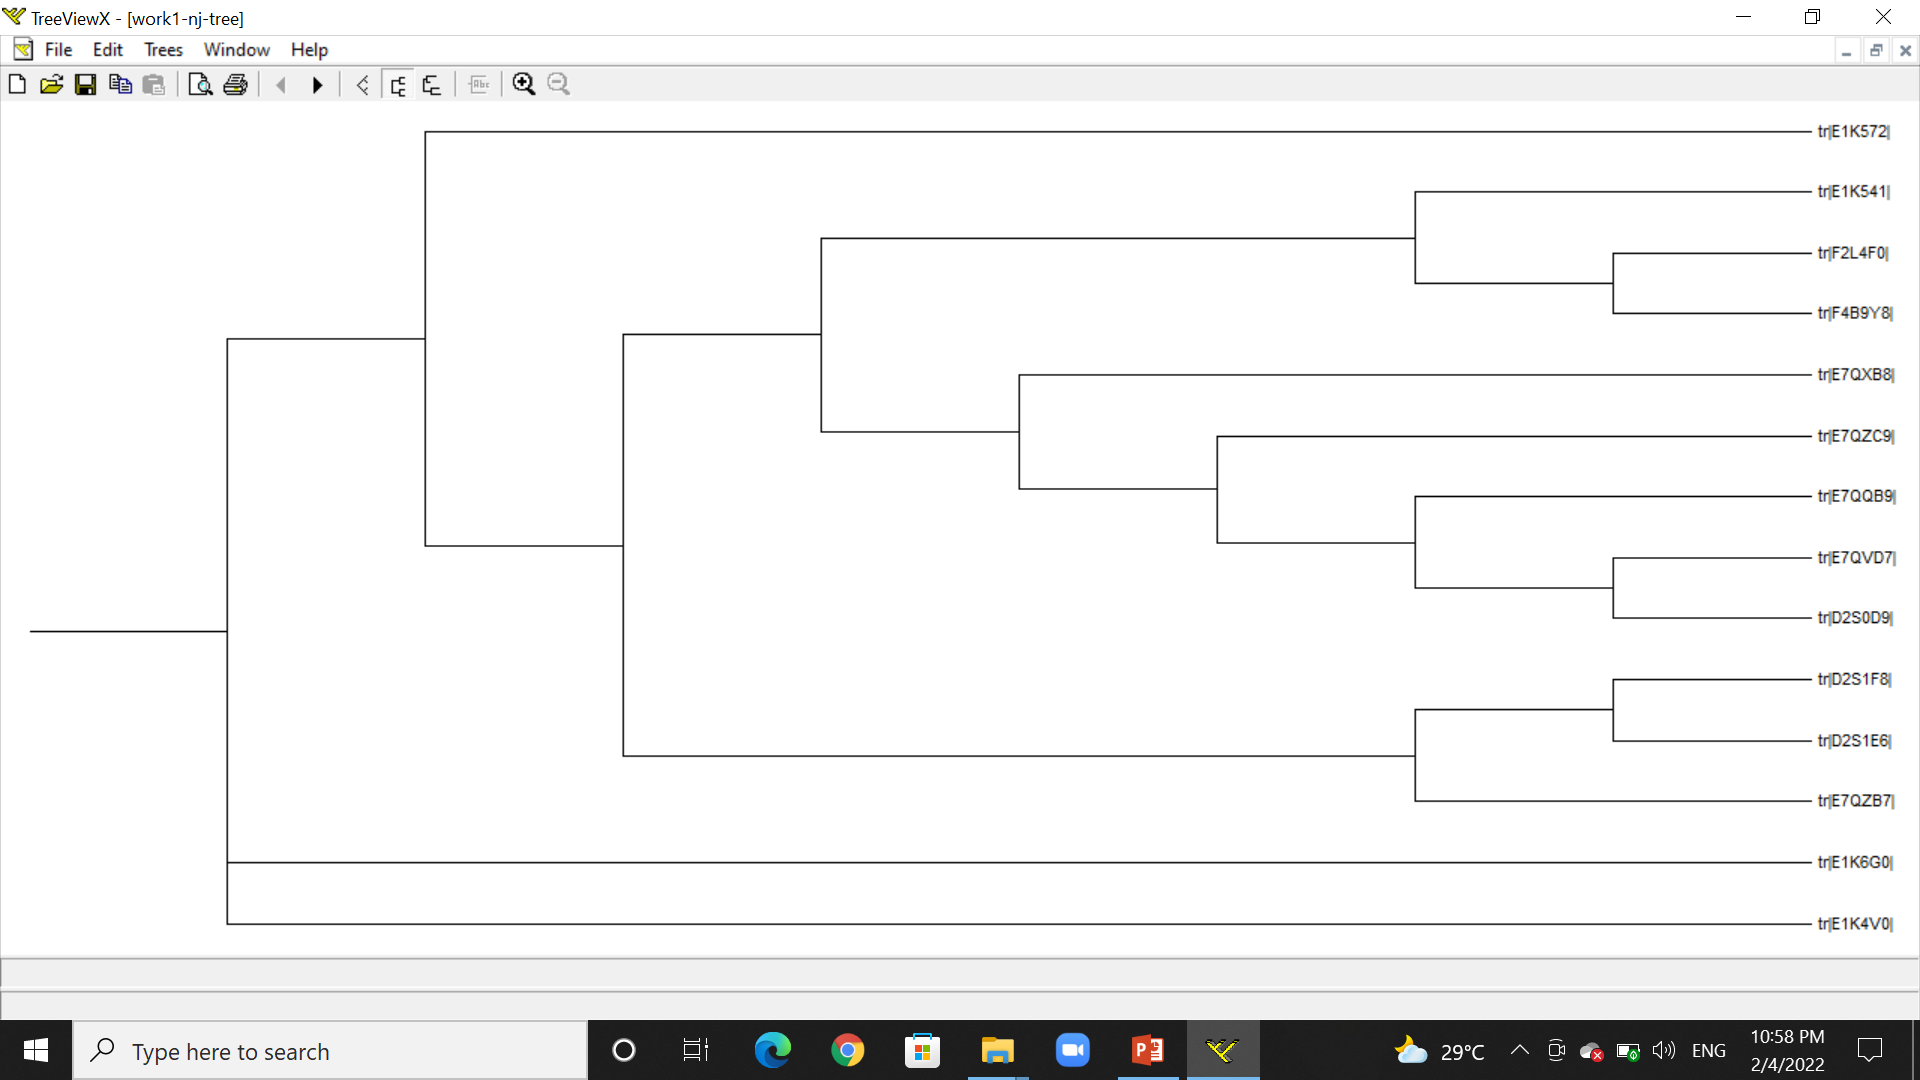 TreeViewX - [work1-nj-tree]
File Edit Trees Window Help
Abc
tr|E1K572|
tr|E1K541|
tr|F2L4F0|
tr|F4B9Y8|
tr|E7QXB8|
tr|E7QZC9|
tr|E7QQB9|
tr|E7QVD7|
tr|D2S0D9|
tr|D2S1F8|
tr|D2S1E6|
tr|E7QZB7|
tr|E1K6G0|
tr|E1K4V0|
Type here to search
29°C
ENG
10:58 PM
2/4/2022